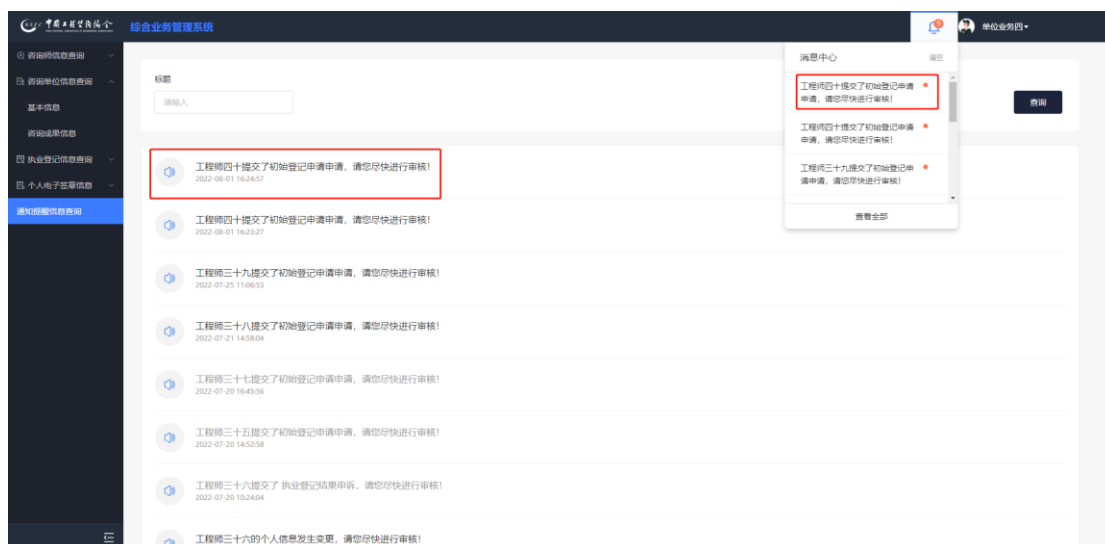 中国工程咨询协会 综合业务管理系统 单位业务四
咨询师信息查询
咨询单位信息查询
基本信息
咨询成果信息
执业登记信息查询
个人电子签章信息
通知提醒信息查询
标题
请输入
查询
消息中心 清空
工程师四十提交了初始登记申请
申请，请您尽快进行审核！
工程师四十提交了初始登记申请
申请，请您尽快进行审核！
工程师三十九提交了初始登记申
请申请，请您尽快进行审核！
查看全部
工程师四十提交了初始登记申请申请，请您尽快进行审核！
2022-08-01 16:24:57
工程师四十提交了初始登记申请申请，请您尽快进行审核！
2022-08-01 16:23:27
工程师三十九提交了初始登记申请申请，请您尽快进行审核！
2022-07-25 11:06:53
工程师三十八提交了初始登记申请申请，请您尽快进行审核！
2022-07-21 14:58:04
工程师三十七提交了初始登记申请申请，请您尽快进行审核！
2022-07-20 16:45:56
工程师三十五提交了初始登记申请申请，请您尽快进行审核！
2022-07-20 14:52:58
工程师三十六提交了 执业登记结果申诉，请您尽快进行审核！
2022-07-20 10:24:04
工程师三十六的个人信息发生变更，请您尽快进行审核！